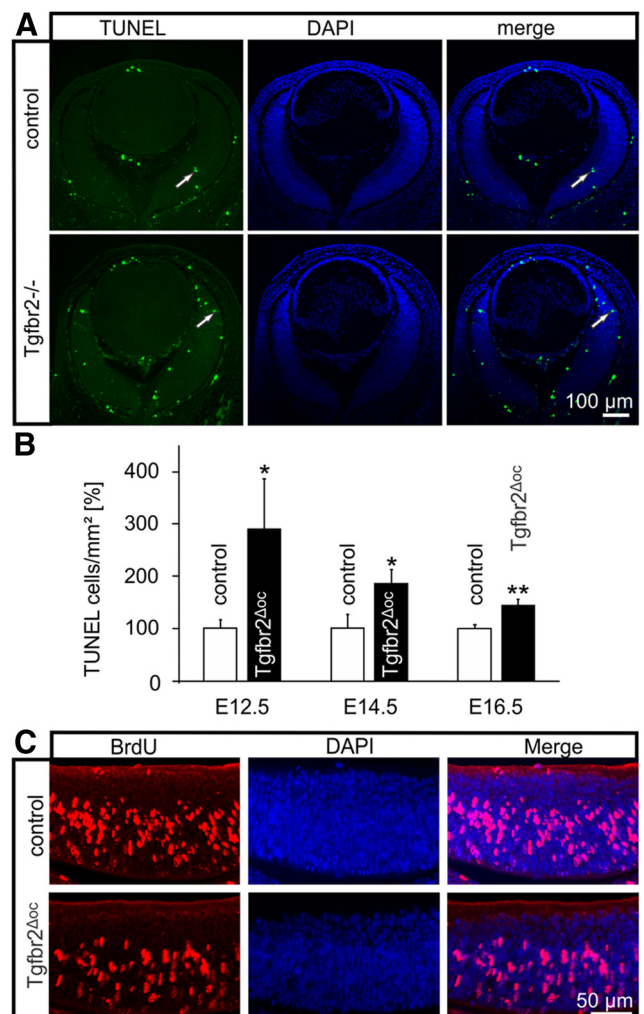 A
TUNEL DAPI merge
control
Tgfbr2-/-
100 µm
B
TUNEL cells/mm² [%]
400
300
200
100
0
control
*
Tgfbr2Δoc
control
*
Tgfbr2Δoc
control
**
Tgfbr2Δoc
E12.5 E14.5 E16.5
C
BrdU DAPI Merge
control
Tgfbr2Δoc
50 µm